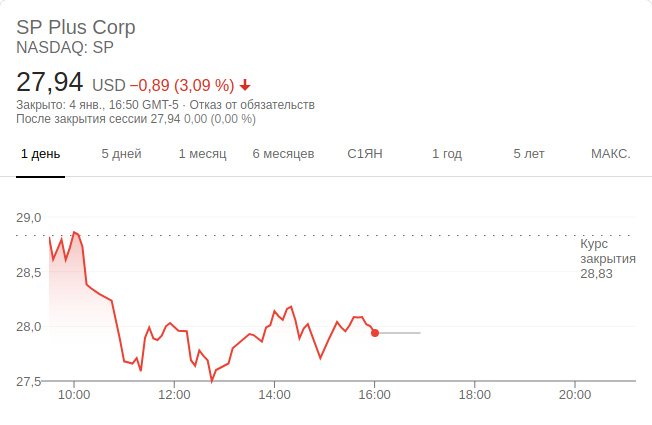 SP Plus Corp
NASDAQ: SP
27,94 USD −0,89 (3,09 %)
Закрыто: 4 янв., 16:50 GMT-5 · Отказ от обязательств
После закрытия сессии 27,94 0,00 (0,00 %)
1 день 5 дней 1 месяц 6 месяцев С1ЯН 1 год 5 лет МАКС.
29,0
Курс
закрытия
28,83
28,5
28,0
27,5
10:00 12:00 14:00 16:00 18:00 20:00